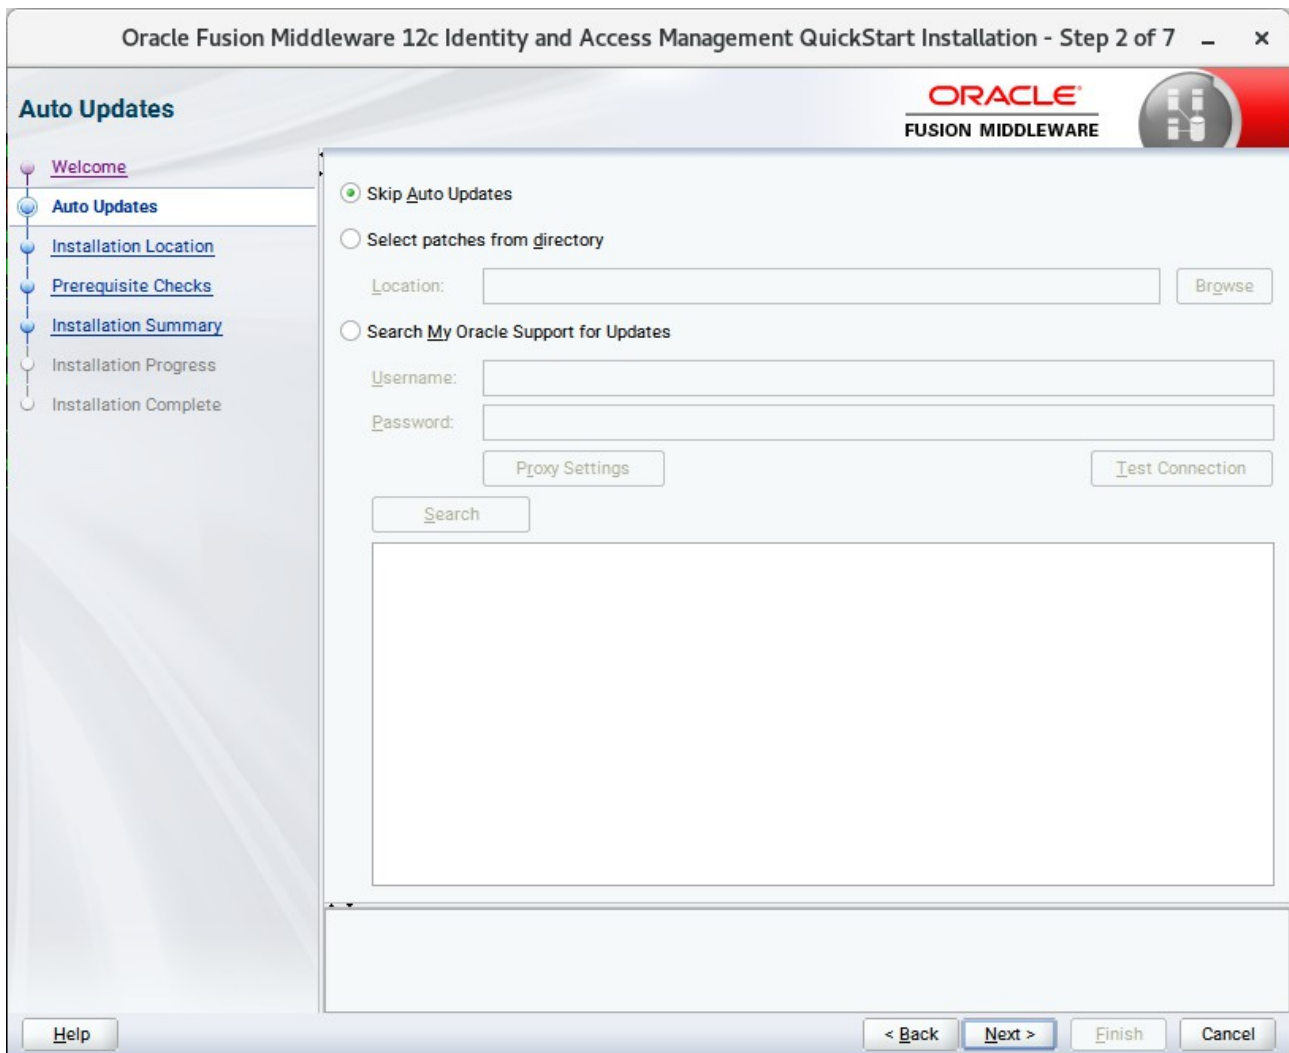 Oracle Fusion Middleware 12c Identity and Access Management QuickStart Installation - Step 2 of 7
Auto Updates
ORACLE
FUSION MIDDLEWARE
Welcome
Auto Updates
Installation Location
Prerequisite Checks
Installation Summary
Installation Progress
Installation Complete
Skip Auto Updates
Select patches from directory
Location:
Browse
Search My Oracle Support for Updates
Username:
Password:
Proxy Settings
Test Connection
Search
Help
< Back
Next >
Finish
Cancel